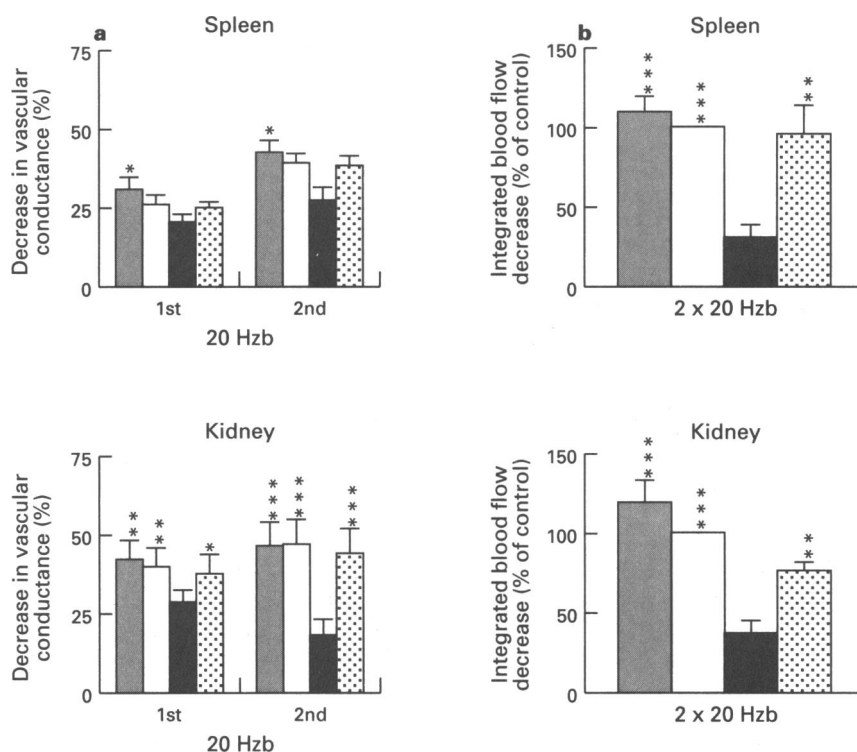 a
Spleen
Decrease in vascular
conductance (%)
75
50
25
0
*
*
1st
2nd
20 Hzb
b
Spleen
Integrated blood flow
decrease (% of control)
150
100
50
0
***
***
**
2 x 20 Hzb
Kidney
Decrease in vascular
conductance (%)
75
50
25
0
**
**
*
***
***
***
1st
2nd
20 Hzb
Kidney
Integrated blood flow
decrease (% of control)
150
100
50
0
***
***
**
2 x 20 Hzb